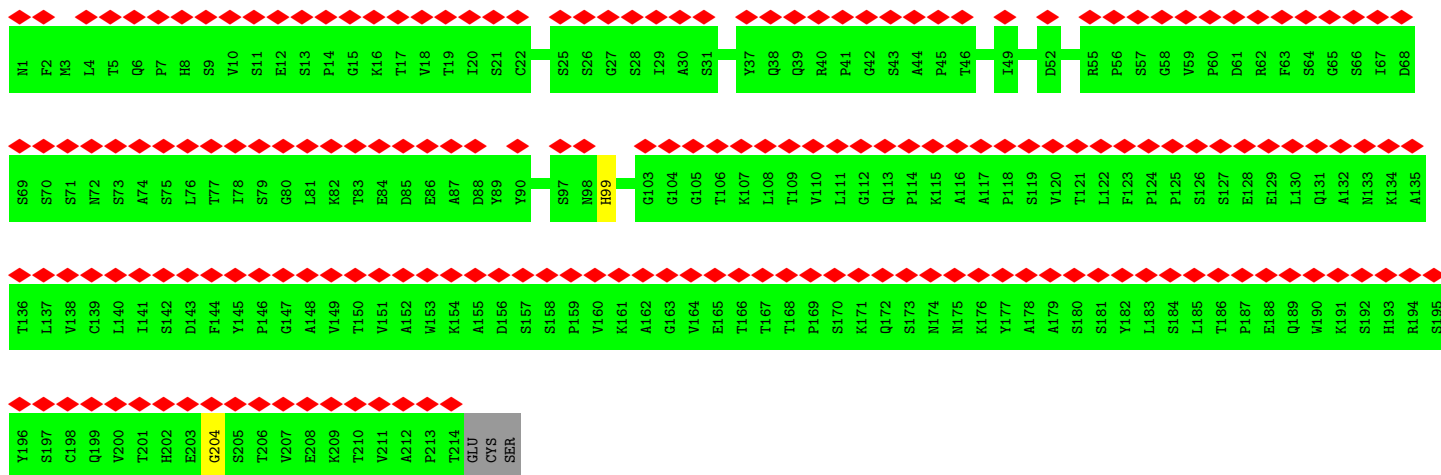 N1 F2 M3 L4 T5 Q6 P7 H8 S9 V10 S11 E12 S13 P14 G15 K16 T17 V18 T19 I20 S21 C22 S25 S26 G27 S28 I29 A30 S31 Y37 Q38 Q39 R40 P41 G42 S43 A44 P45 T46 I49 D52 R55 P56 S57 G58 V59 P60 D61 R62 F63 S64 G65 S66 I67 D68
S69 S70 S71 N72 S73 A74 S75 L76 T77 I78 S79 G80 L81 K82 T83 E84 D85 E86 A87 D88 Y89 Y90 S97 N98 H99 G103 G104 G105 T106 K107 L108 T109 V110 L111 G112 Q113 P114 K115 A116 A117 P118 S119 V120 T121 L122 F123 P124 P125 S126 S127 E128 E129 L130 Q131 A132 N133 K134 A135
T136 L137 V138 C139 L140 I141 S142 D143 F144 Y145 P146 G147 A148 V149 T150 V151 A152 W153 K154 A155 D156 S157 S158 P159 V160 K161 A162 G163 V164 E165 T166 T167 T168 P169 S170 K171 Q172 S173 N174 N175 K176 Y177 A178 A179 S180 S181 Y182 L183 S184 L185 T186 P187 E188 Q189 W190 K191 S192 H193 R194 S195
Y196 S197 C198 Q199 V200 T201 H202 E203 G204 S205 T206 V207 E208 K209 T210 V211 A212 P213 T214 GLU CYS SER